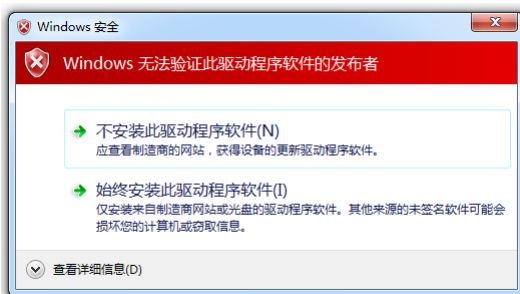 Windows 安全
Windows 无法验证此驱动程序软件的发布者
不安装此驱动程序软件(N)
应查看制造商的网站，获得设备的更新驱动程序软件。
始终安装此驱动程序软件(I)
仅安装来自制造商网站或光盘的驱动程序软件。其他来源的未签名软件可能会
损坏您的计算机或窃取信息。
查看详细信息(D)